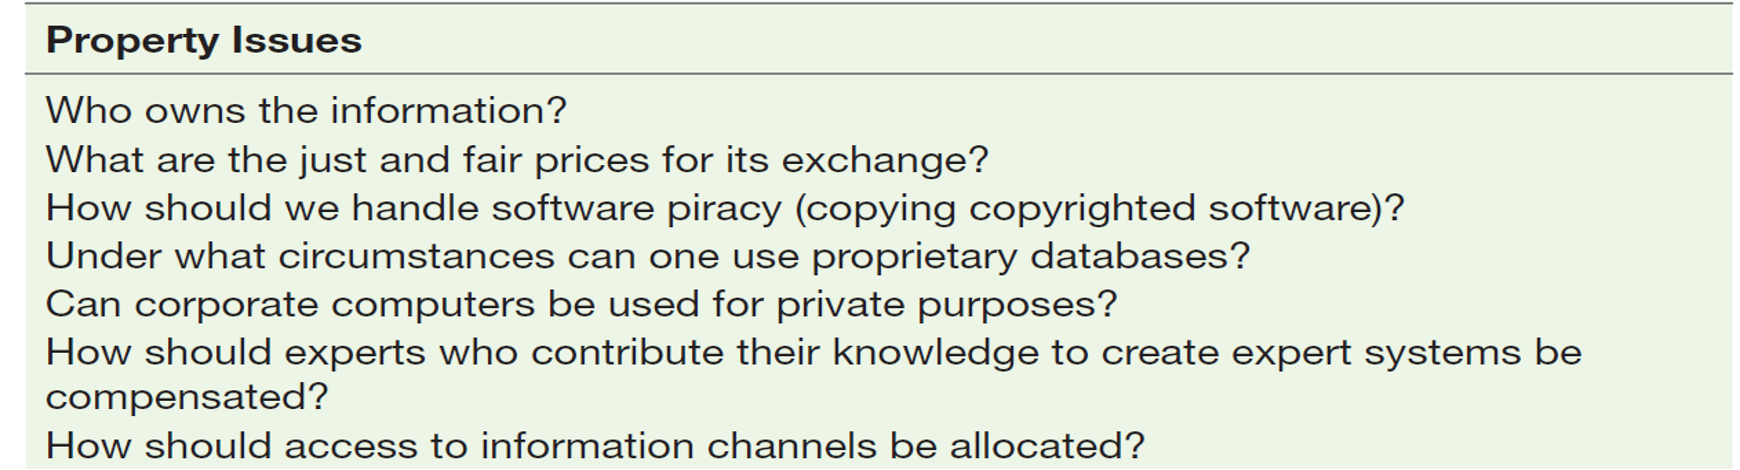 Property Issues
Who owns the information?
What are the just and fair prices for its exchange?
How should we handle software piracy (copying copyrighted software)?
Under what circumstances can one use proprietary databases?
Can corporate computers be used for private purposes?
How should experts who contribute their knowledge to create expert systems be
compensated?
How should access to information channels be allocated?